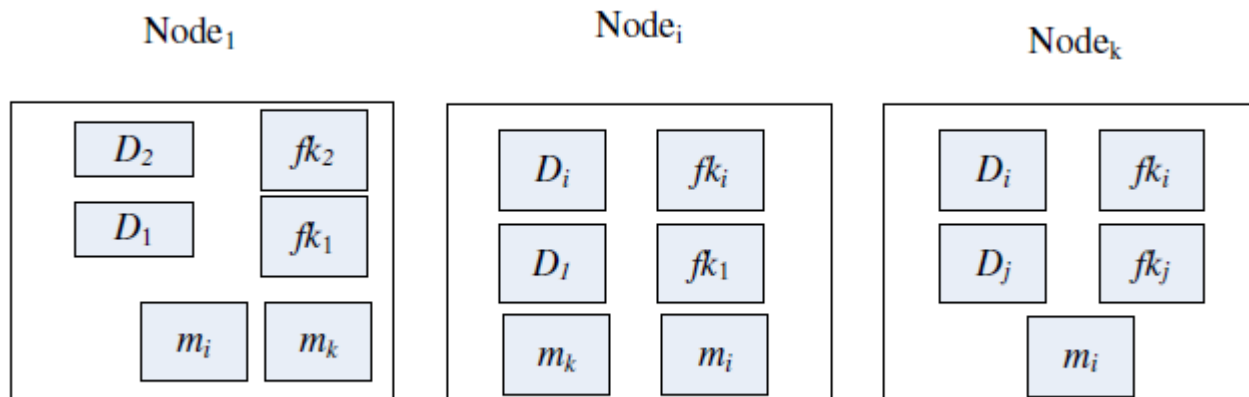 Node₁
D₂ fk₂
D₁ fk₁
mᵢ mₖ
Nodeᵢ
Dᵢ fkᵢ
D₁ fk₁
mₖ mᵢ
Nodeₖ
Dᵢ fkᵢ
Dⱼ fkⱼ
mᵢ